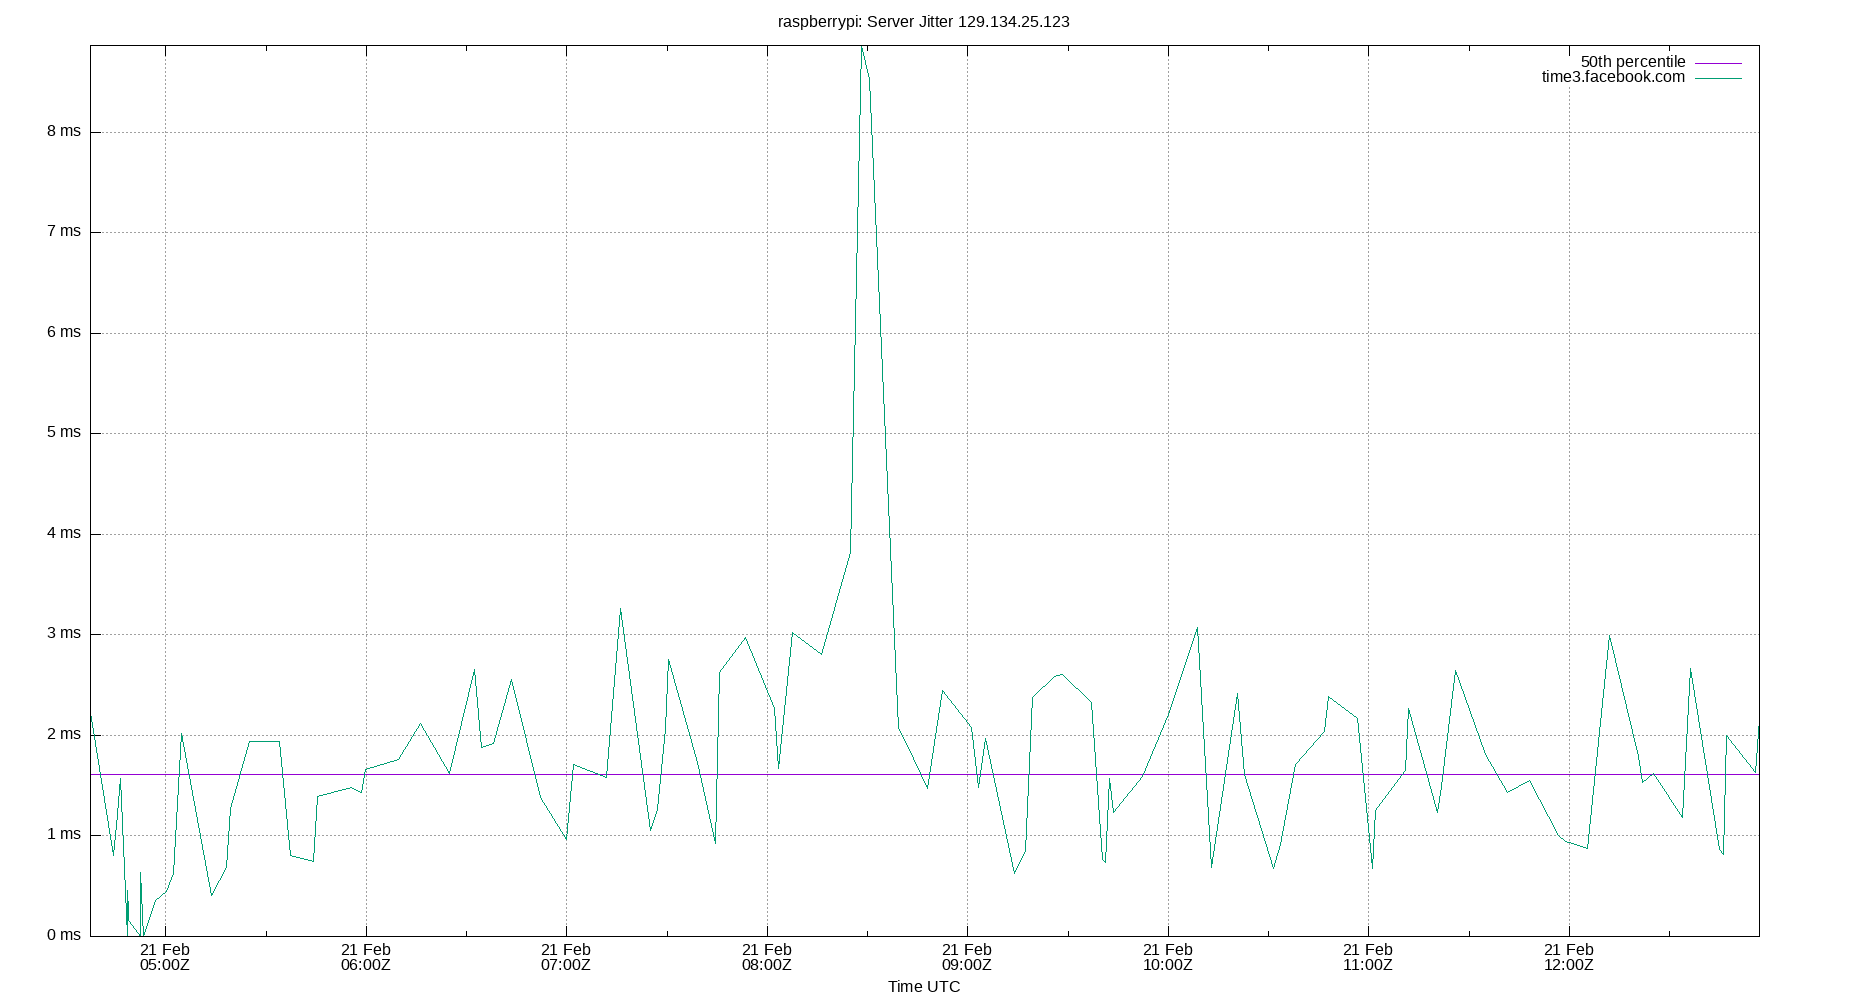 raspberrypi: Server Jitter 129.134.25.123
50th percentile
time3.facebook.com
8 ms
7 ms
6 ms
5 ms
4 ms
3 ms
2 ms
1 ms
0 ms
21 Feb 21 Feb 21 Feb 21 Feb 21 Feb 21 Feb 21 Feb 21 Feb
05:00Z 06:00Z 07:00Z 08:00Z 09:00Z 10:00Z 11:00Z 12:00Z
Time UTC